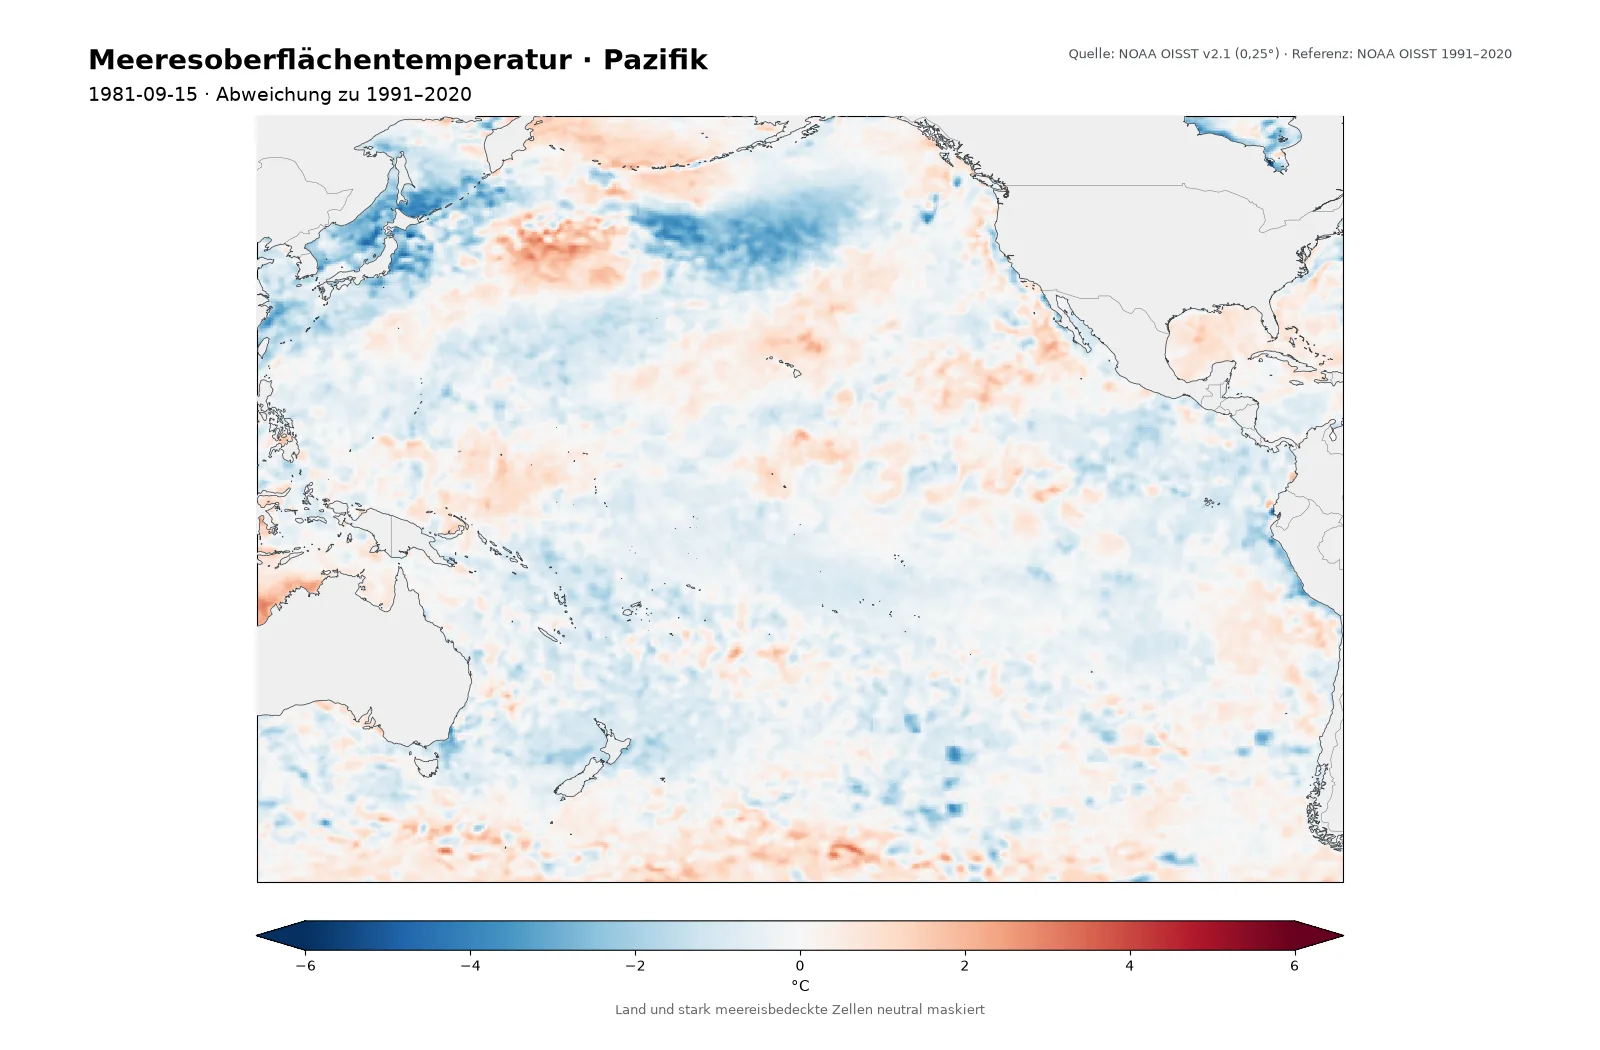 Meeresoberflächentemperatur · Pazifik
Quelle: NOAA OISST v2.1 (0,25°) · Referenz: NOAA OISST 1991–2020
1981-09-15 · Abweichung zu 1991–2020
−6 −4 −2 0 2 4 6
°C
Land und stark meereisbedeckte Zellen neutral maskiert